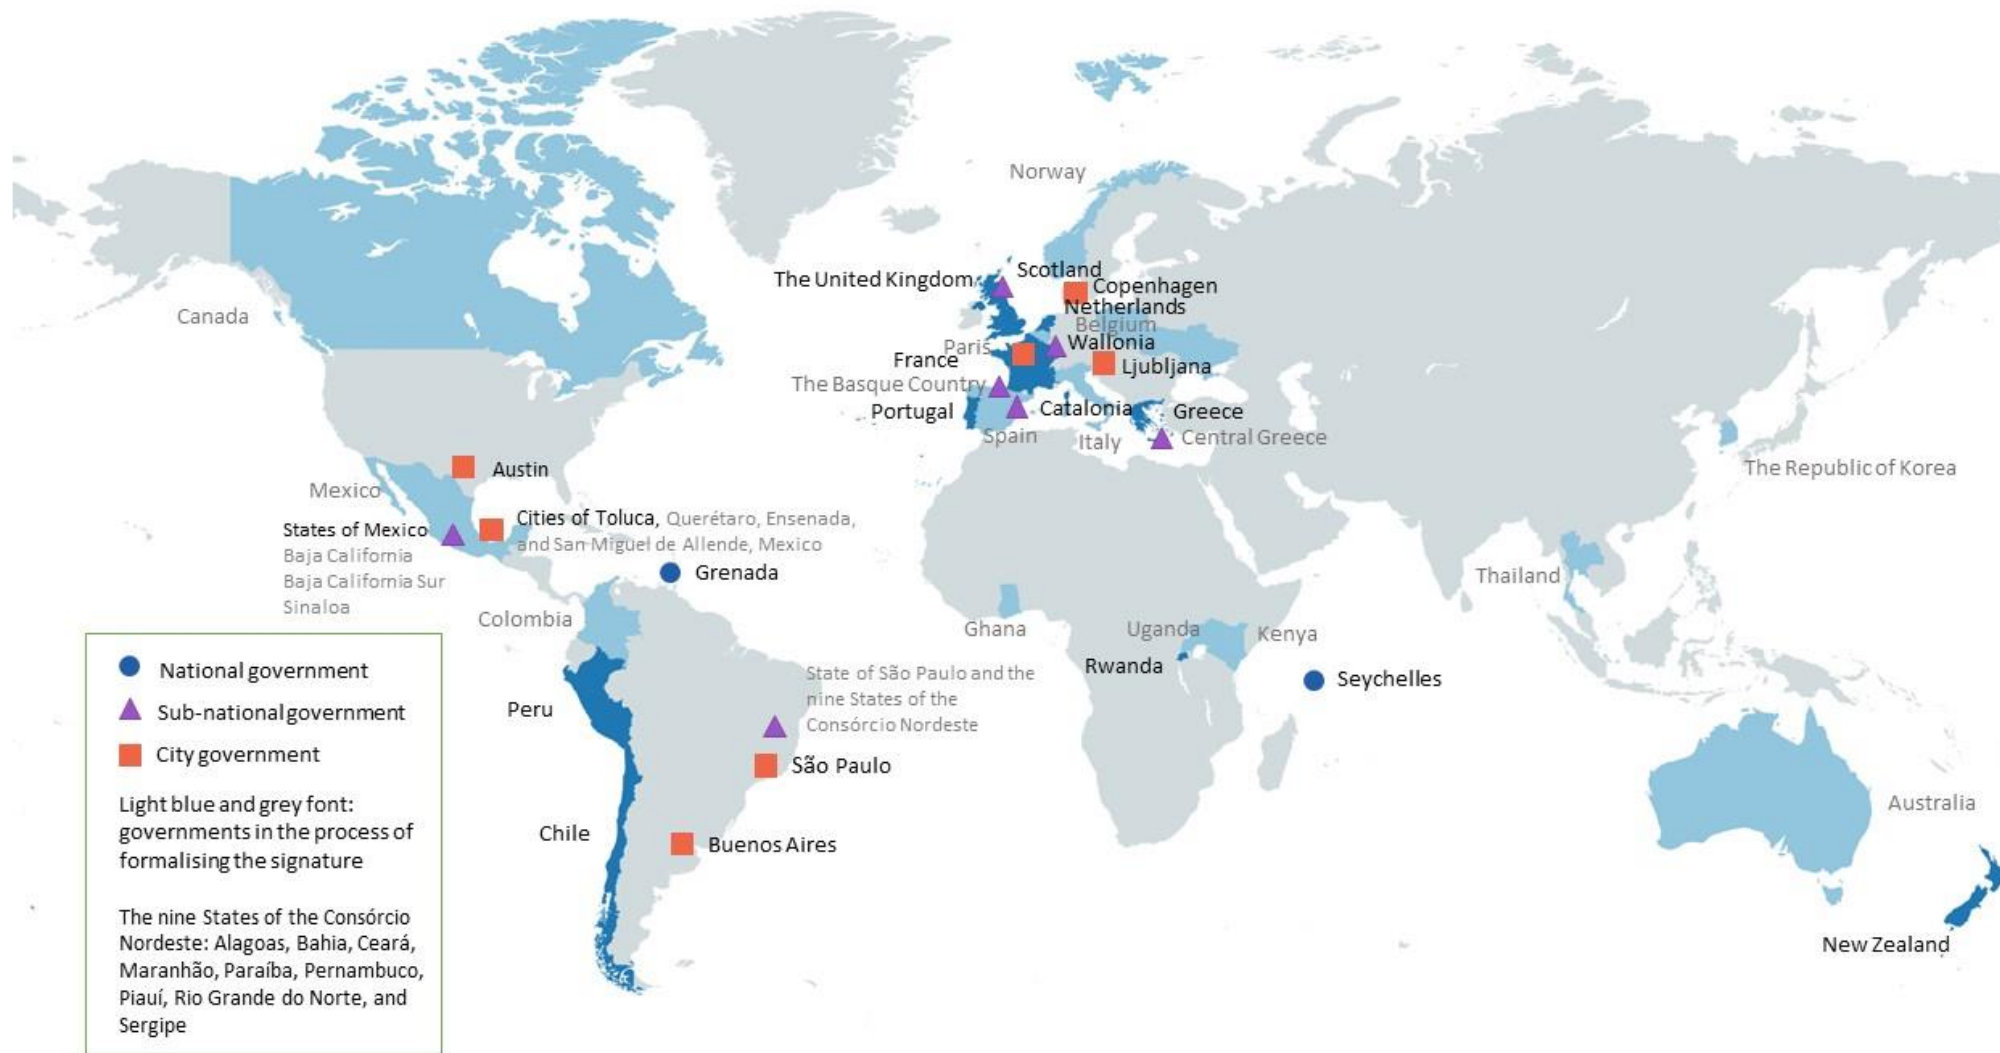 Norway
The United Kingdom
Scotland
Copenhagen
Netherlands
Belgium
Canada
Paris
Wallonia
France
Ljubljana
The Basque Country
Portugal
Catalonia
Greece
Spain
Italy
Central Greece
Austin
The Republic of Korea
Mexico
States of Mexico
Baja California
Baja California Sur
Sinaloa
Cities of Toluca, Querétaro, Ensenada,
and San Miguel de Allende, Mexico
Grenada
Thailand
Colombia
Ghana
Uganda
Kenya
Rwanda
Seychelles
State of São Paulo and the
nine States of the
Consórcio Nordeste
Peru
São Paulo
Chile
Buenos Aires
Australia
New Zealand
National government
Sub-national government
City government
Light blue and grey font:
governments in the process of
formalising the signature
The nine States of the Consórcio
Nordeste: Alagoas, Bahia, Ceará,
Maranhão, Paraíba, Pernambuco,
Piauí, Rio Grande do Norte, and
Sergipe